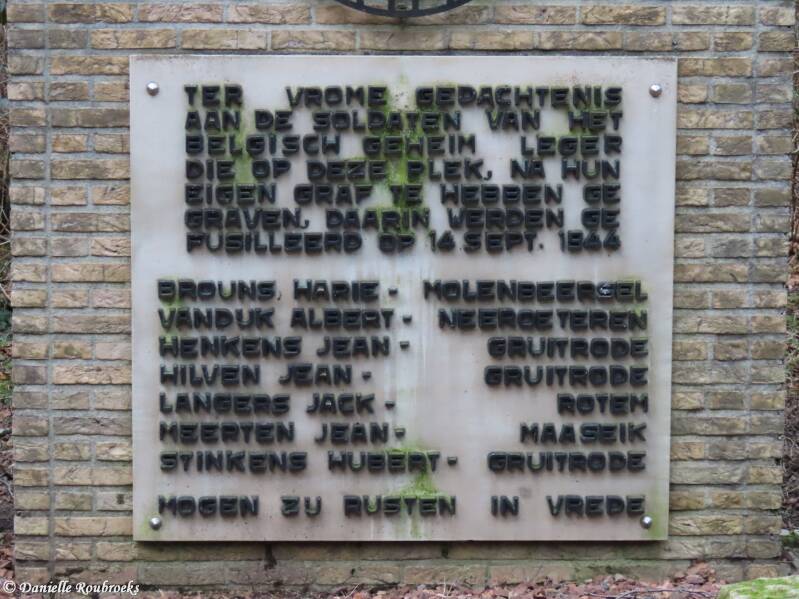 TER VROME GEDACHTENIS
AAN DE SOLDATEN VAN HET
BELGISCH GEHEIM LEGER
DIE OP DEZE PLEK, NA HUN
EIGEN GRAF TE HEBBEN GE
GRAVEN, DAARIN WERDEN GE
FUSILLEERD OP 14 SEPT. 1944
BROUNS, HARIE - MOLENBEERSEL
VANDIJK ALBERT - NEEROETEREN
HENKENS JEAN - GRUITRODE
HILVEN JEAN - GRUITRODE
LANGERS JACK - ROTEM
MEERTEN JEAN - MAASEIK
STINKENS HUBERT - GRUITRODE
MOGEN ZIJ RUSTEN IN VREDE
© Danielle Roubroeks